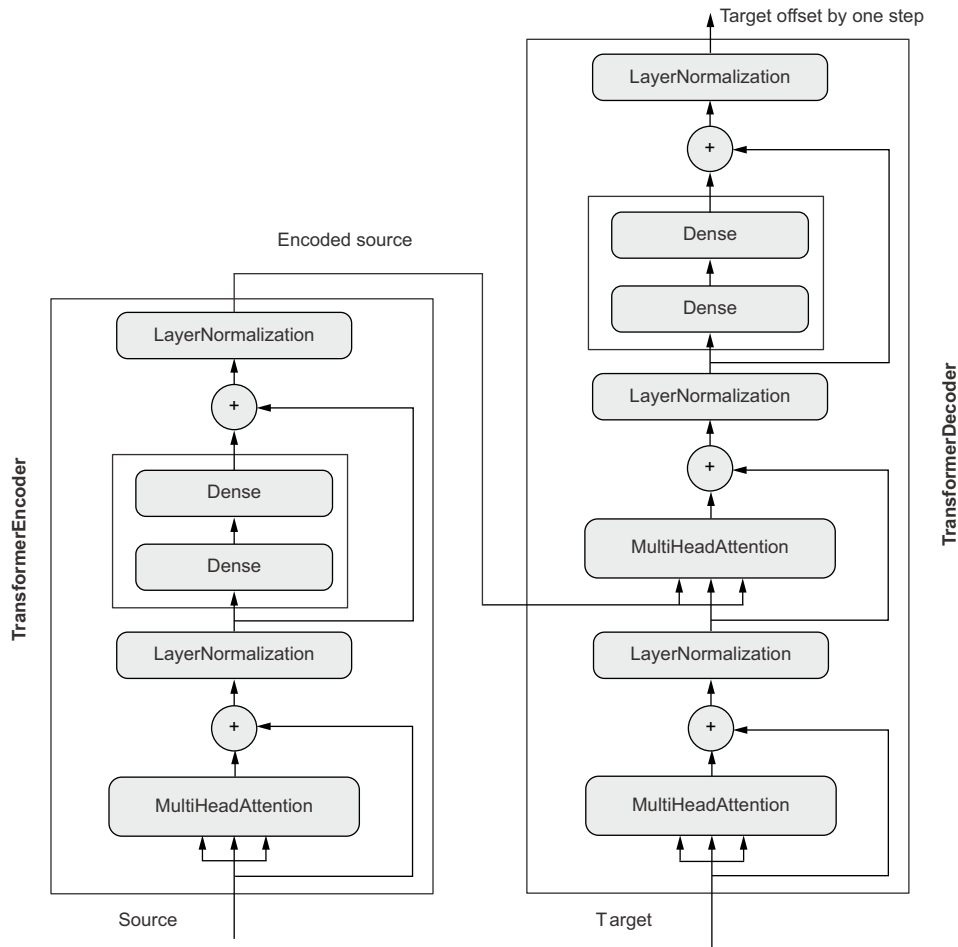 Target offset by one step
LayerNormalization
+
Dense
Dense
LayerNormalization
+
MultiHeadAttention
LayerNormalization
+
MultiHeadAttention
Target
TransformerDecoder
Encoded source
LayerNormalization
+
Dense
Dense
LayerNormalization
+
MultiHeadAttention
Source
TransformerEncoder